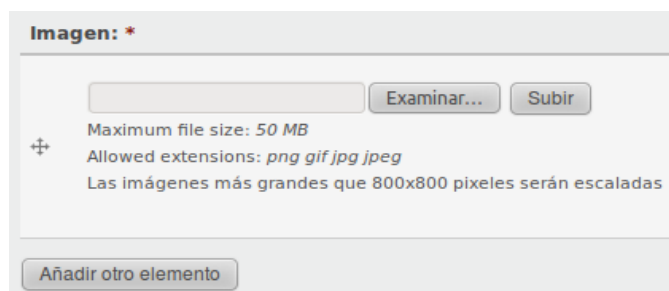 Imagen: *
Examinar... Subir
Maximum file size: 50 MB
Allowed extensions: png gif jpg jpeg
Las imágenes más grandes que 800x800 pixeles serán escaladas
Añadir otro elemento